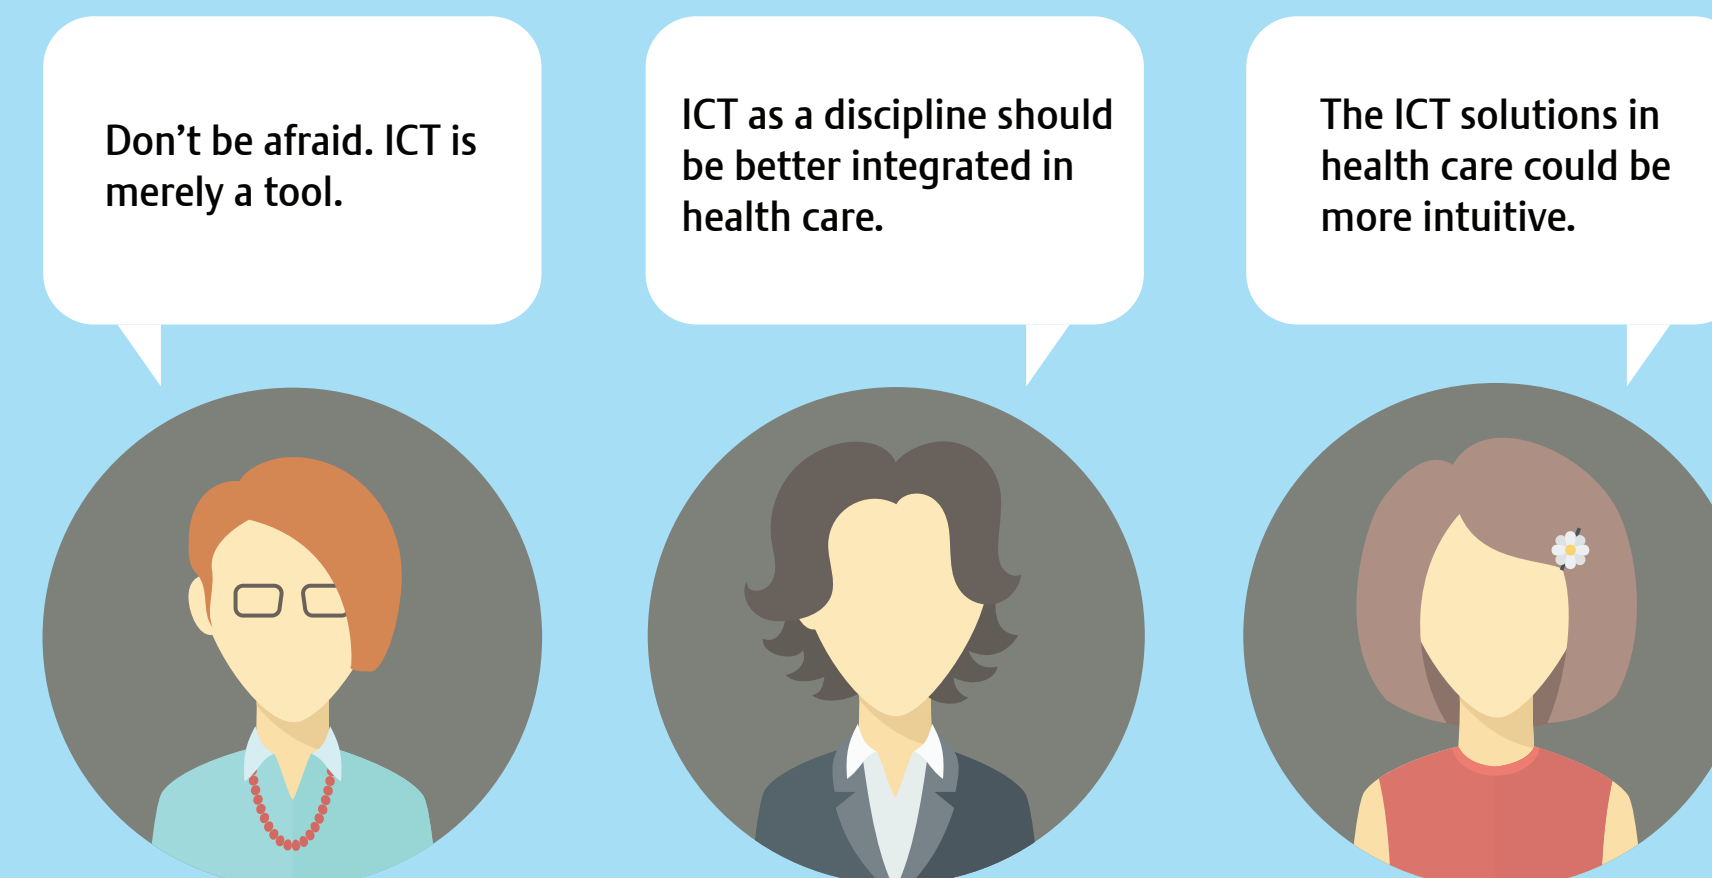 Don’t be afraid. ICT is
merely a tool.
ICT as a discipline should
be better integrated in
health care.
The ICT solutions in
health care could be
more intuitive.